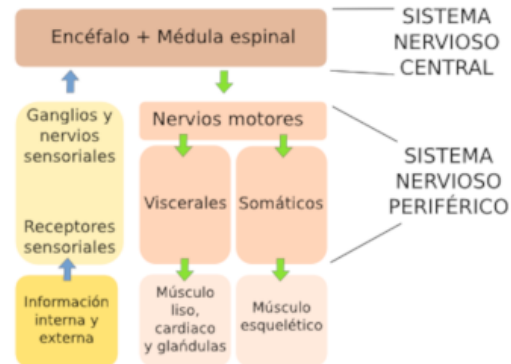 Encéfalo + Médula espinal
SISTEMA
NERVIOSO
CENTRAL
Ganglios y
nervios
sensoriales
Receptores
sensoriales
Información
interna y
externa
Nervios motores
Viscerales
Somáticos
Músculo
liso,
cardiaco
y glańdulas
Músculo
esquelético
SISTEMA
NERVIOSO
PERIFÉRICO